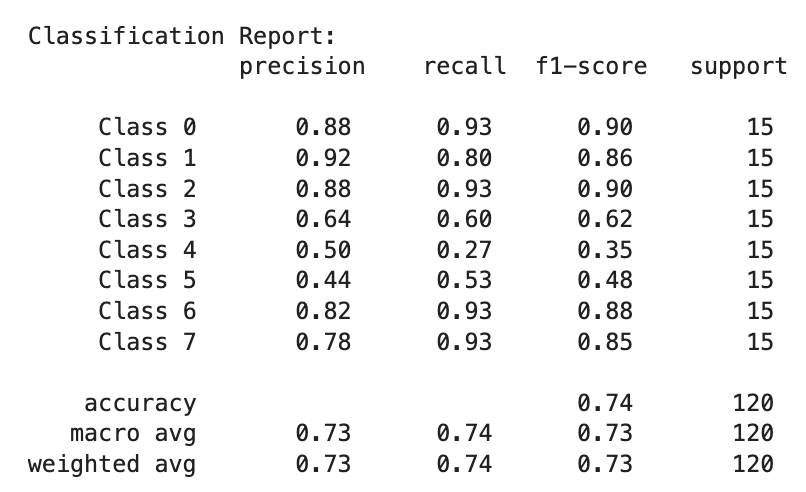 Classification Report:
precision recall f1-score support
Class 0 0.88 0.93 0.90 15
Class 1 0.92 0.80 0.86 15
Class 2 0.88 0.93 0.90 15
Class 3 0.64 0.60 0.62 15
Class 4 0.50 0.27 0.35 15
Class 5 0.44 0.53 0.48 15
Class 6 0.82 0.93 0.88 15
Class 7 0.78 0.93 0.85 15
accuracy 0.74 120
macro avg 0.73 0.74 0.73 120
weighted avg 0.73 0.74 0.73 120